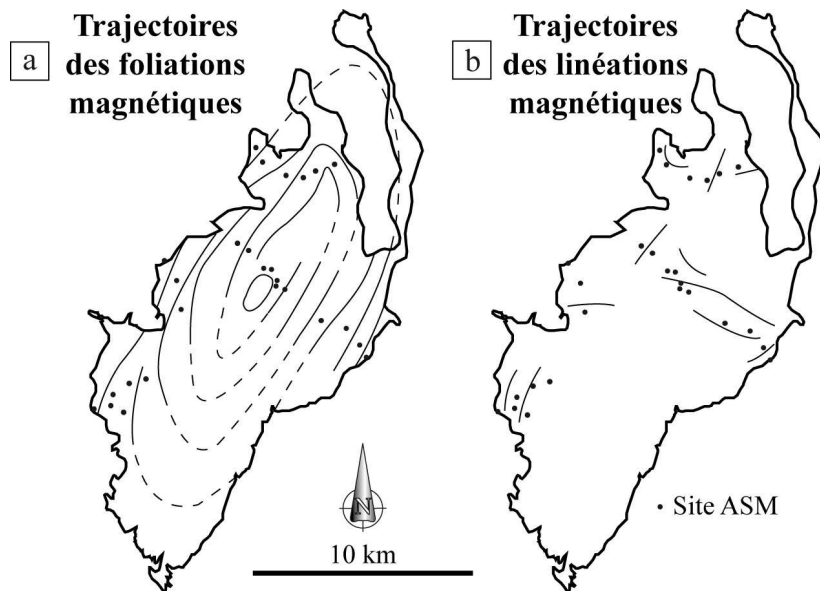 a
Trajectoires
des foliations
magnétiques
b
Trajectoires
des linéations
magnétiques
N
10 km
• Site ASM